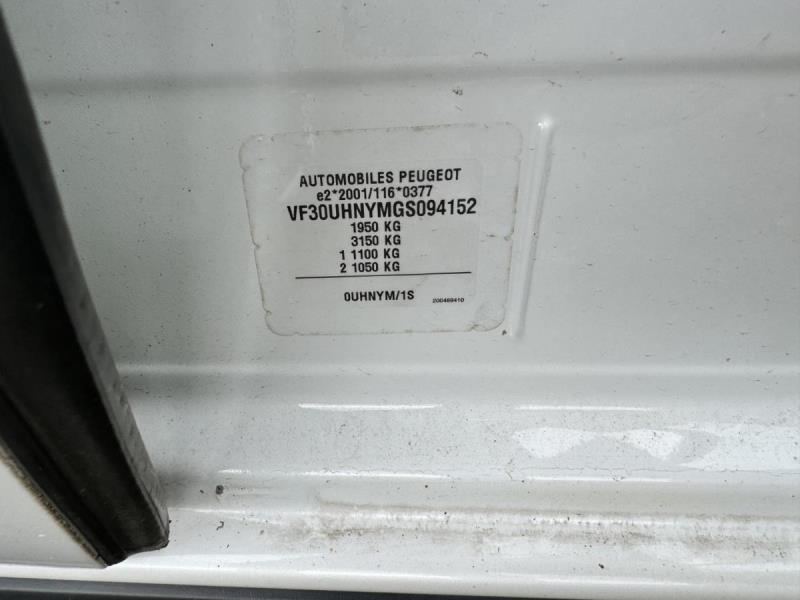 AUTOMOBILES PEUGEOT
e2*2001/116*0377
VF30UHNYMGS094152
1950 KG
3150 KG
1 1100 KG
2 1050 KG
0UHNYM/1S
200469410